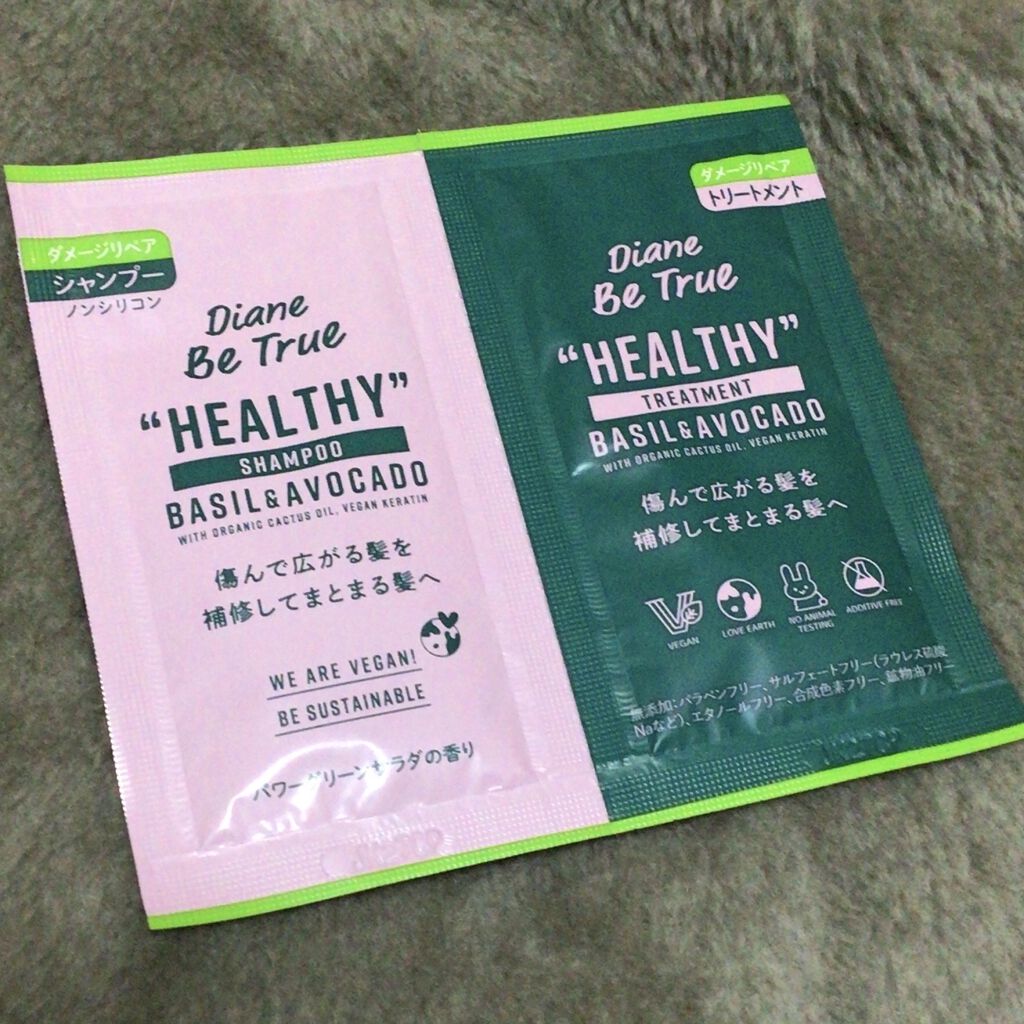 ダメージリペア
シャンプー
ノンシリコン
Diane
Be True
“HEALTHY”
SHAMPOO
BASIL&AVOCADO
WITH ORGANIC CACTUS OIL, VEGAN KERATIN
傷んで広がる髪を
補修してまとまる髪へ
WE ARE VEGAN!
BE SUSTAINABLE
パワーグリーンサラダの香り
ダメージリペア
トリートメント
Diane
Be True
“HEALTHY”
TREATMENT
BASIL&AVOCADO
WITH ORGANIC CACTUS OIL, VEGAN KERATIN
傷んで広がる髪を
補修してまとまる髪へ
VEGAN
LOVE EARTH
NO ANIMAL
TESTING
ADDITIVE FREE
無添加:パラベンフリー、サルフェートフリー(ラウレス硫酸
Naなど)、エタノールフリー、合成色素フリー、鉱物油フリー